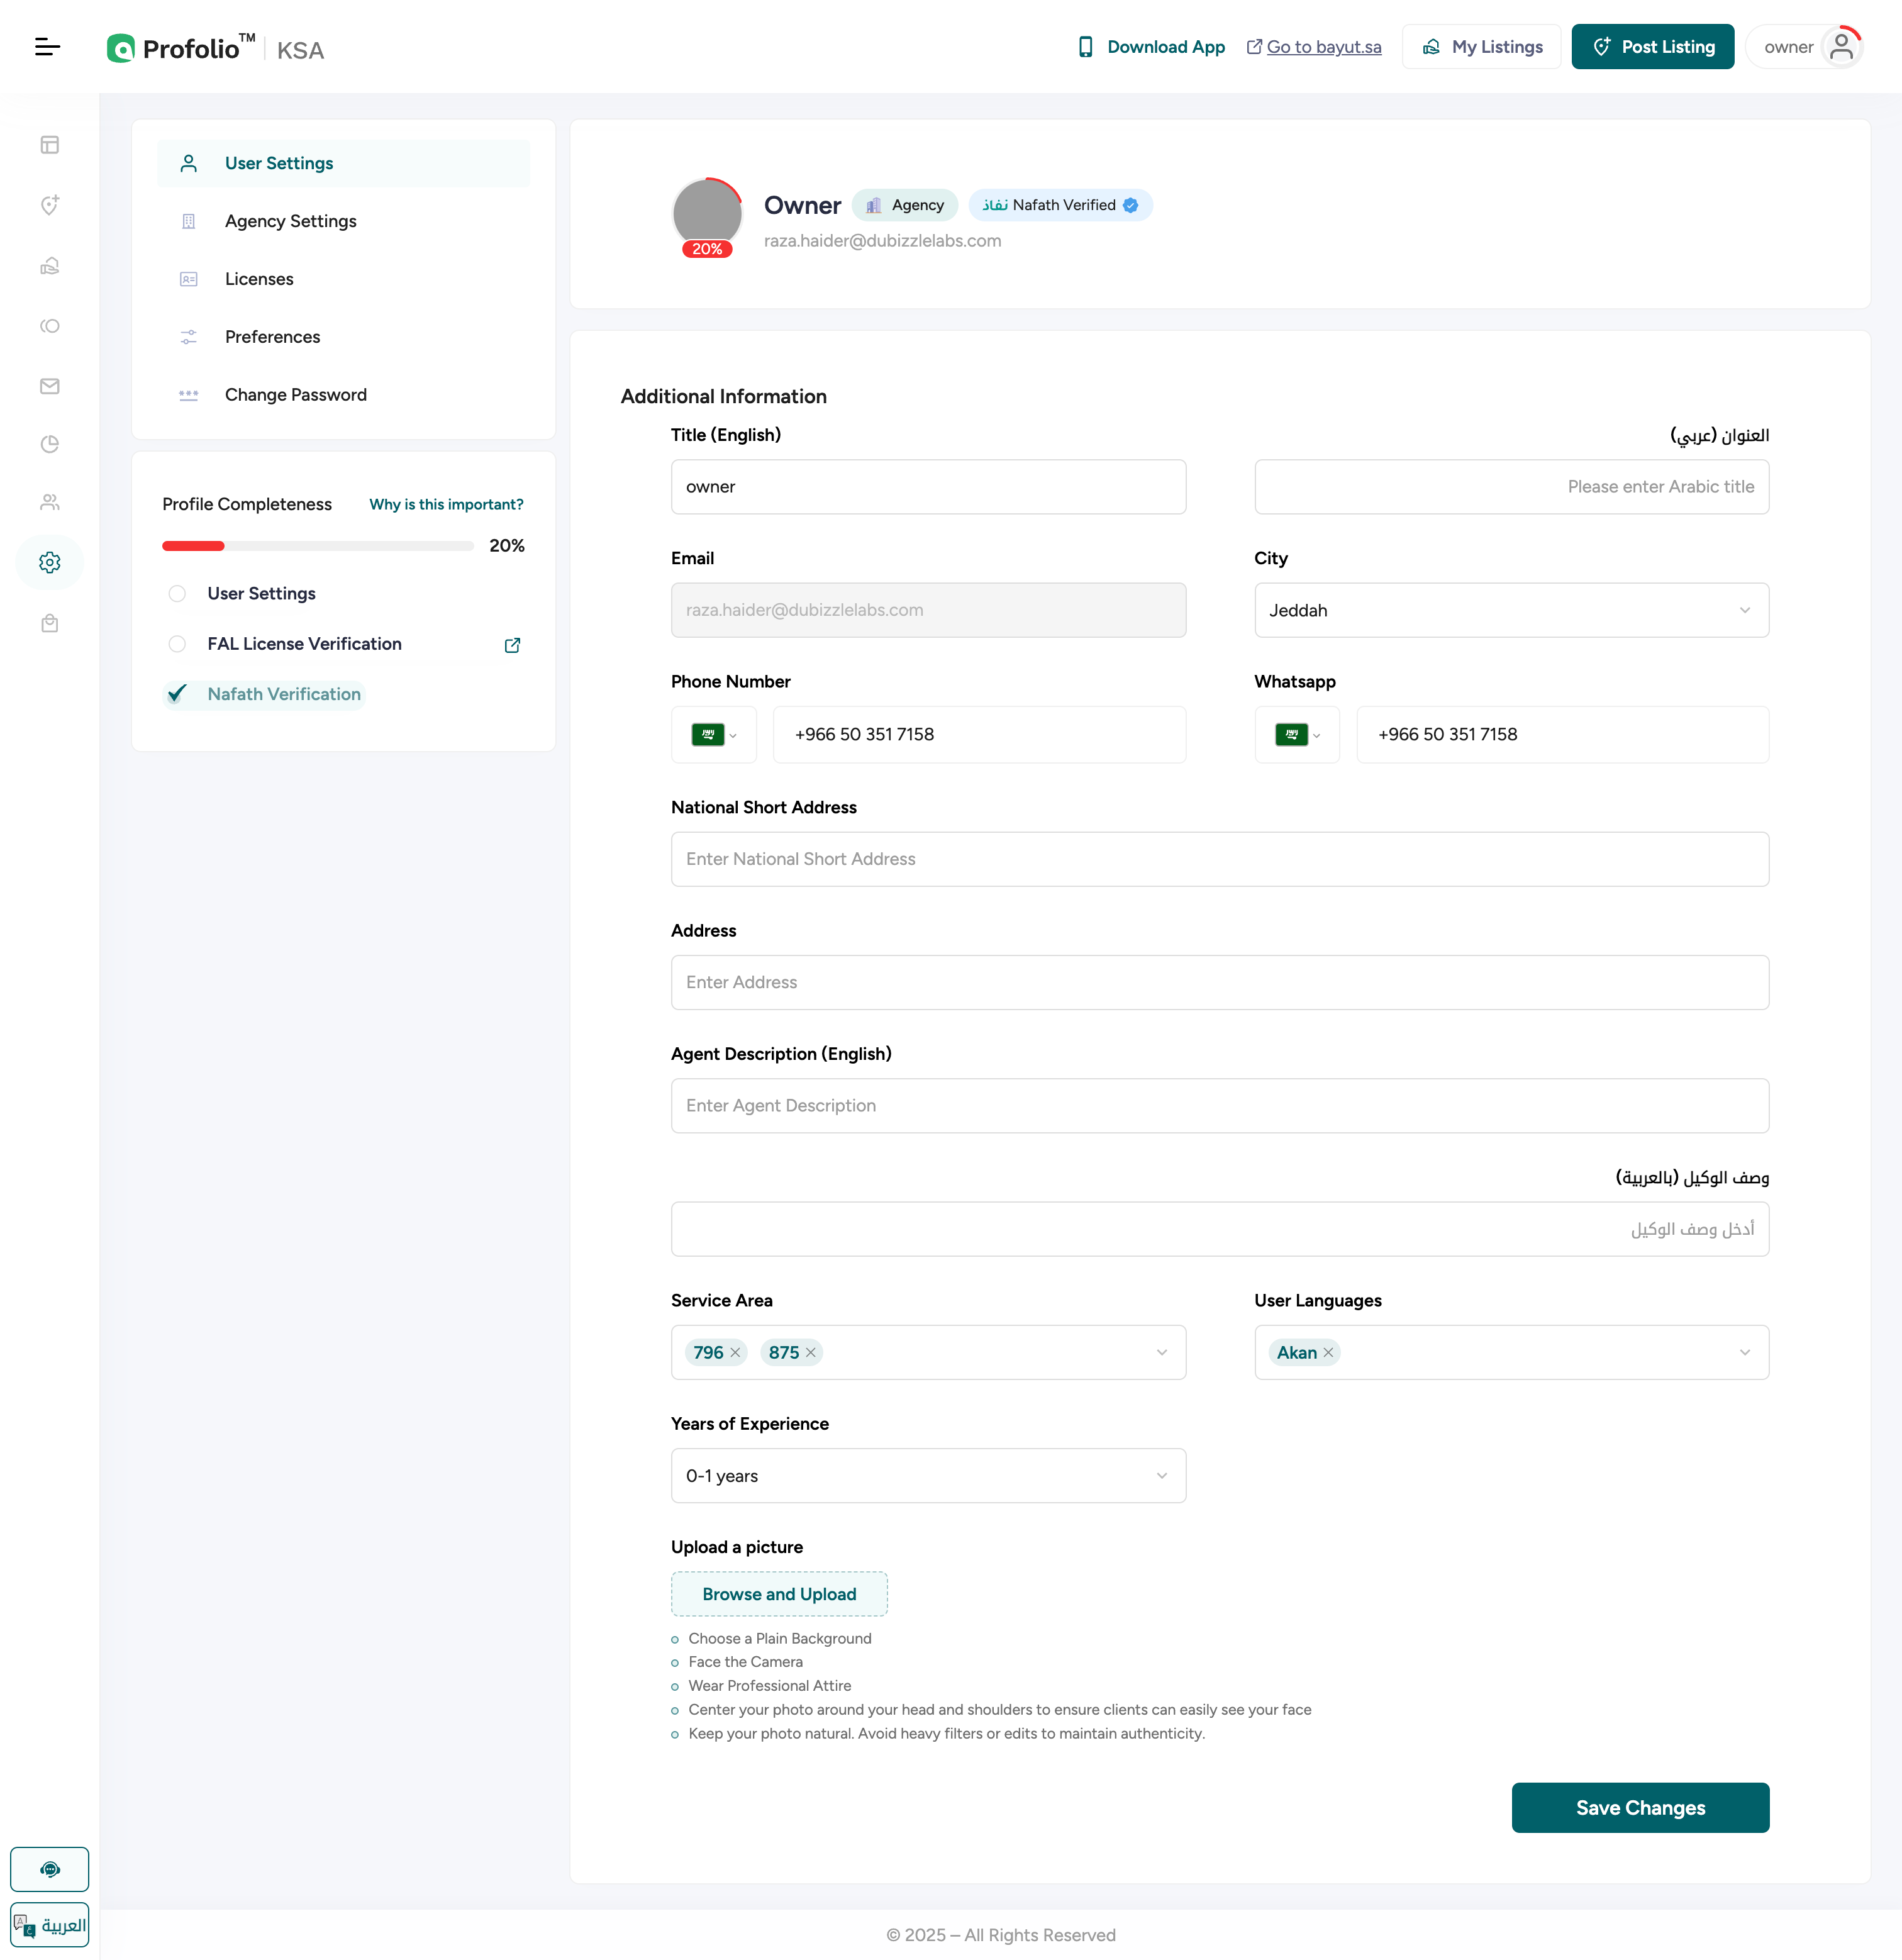 Profolio™ KSA
Download App
Go to bayut.sa
My Listings
Post Listing
owner
User Settings
Agency Settings
Licenses
Preferences
Change Password
Profile Completeness
Why is this important?
20%
User Settings
FAL License Verification
Nafath Verification
20%
Owner
Agency
نفاذ Nafath Verified
raza.haider@dubizzlelabs.com
Additional Information
Title (English)
owner
العنوان (عربي)
Please enter Arabic title
Email
raza.haider@dubizzlelabs.com
City
Jeddah
Phone Number
+966 50 351 7158
Whatsapp
+966 50 351 7158
National Short Address
Enter National Short Address
Address
Enter Address
Agent Description (English)
Enter Agent Description
وصف الوكيل (بالعربية)
أدخل وصف الوكيل
Service Area
796 875
User Languages
Akan
Years of Experience
0-1 years
Upload a picture
Browse and Upload
Choose a Plain Background
Face the Camera
Wear Professional Attire
Center your photo around your head and shoulders to ensure clients can easily see your face
Keep your photo natural. Avoid heavy filters or edits to maintain authenticity.
Save Changes
العربية
© 2025 – All Rights Reserved